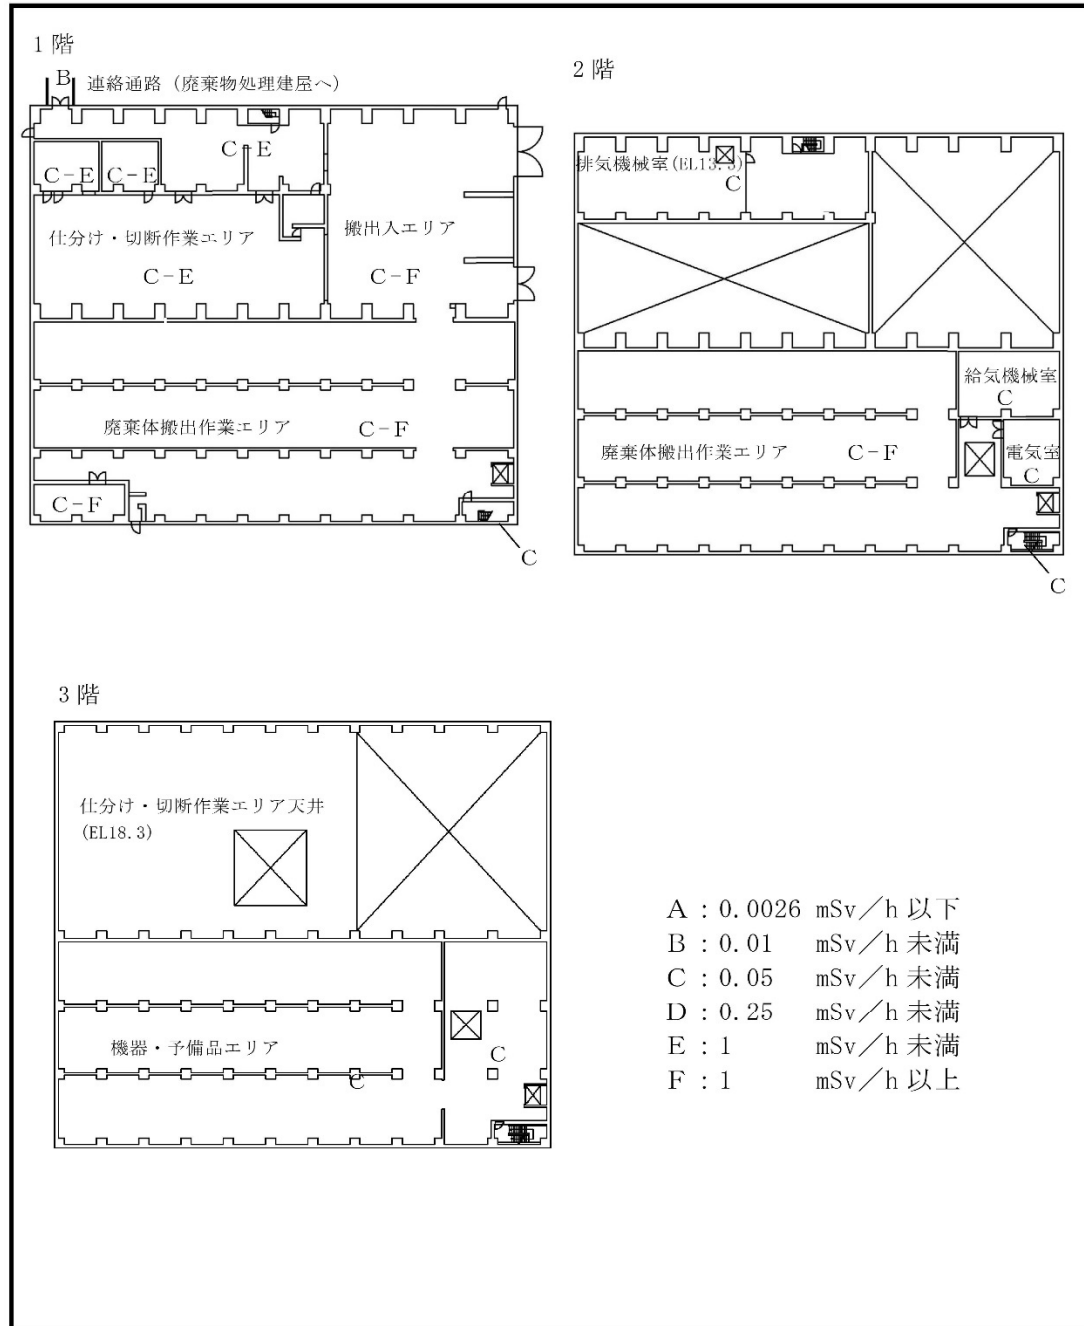 1階
B 連絡通路（廃棄物処理建屋へ）
C－E
C－E C－E
仕分け・切断作業エリア
C－E
搬出入エリア
C－F
廃棄体搬出作業エリア C－F
C－F
C
2階
排気機械室(EL13.3)
C
給気機械室
C
廃棄体搬出作業エリア C－F
電気室
C
C
3階
仕分け・切断作業エリア天井
(EL18.3)
機器・予備品エリア
C
C
A：0.0026 mSv／h 以下
B：0.01 mSv／h 未満
C：0.05 mSv／h 未満
D：0.25 mSv／h 未満
E：1 mSv／h 未満
F：1 mSv／h 以上